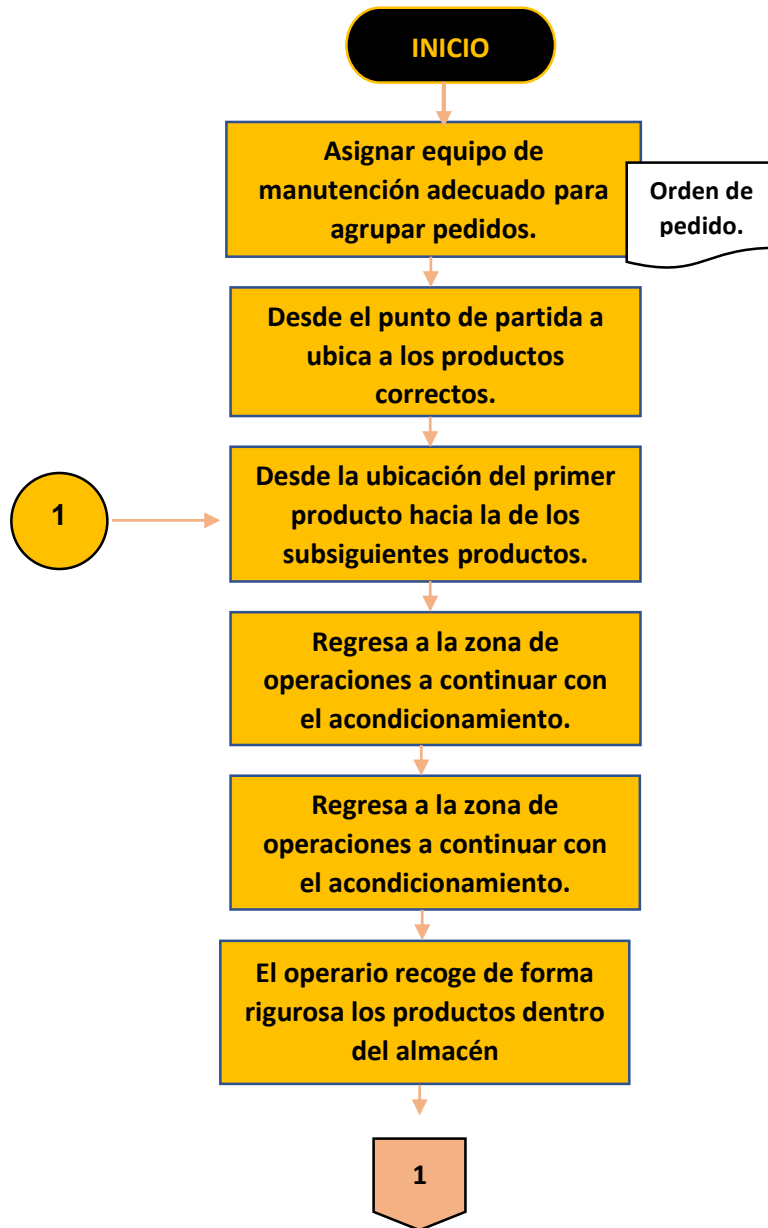 INICIO
Asignar equipo de
manutención adecuado para
agrupar pedidos.
Orden de
pedido.
Desde el punto de partida a
ubica a los productos
correctos.
1
Desde la ubicación del primer
producto hacia la de los
subsiguientes productos.
Regresa a la zona de
operaciones a continuar con
el acondicionamiento.
Regresa a la zona de
operaciones a continuar con
el acondicionamiento.
El operario recoge de forma
rigurosa los productos dentro
del almacén
1